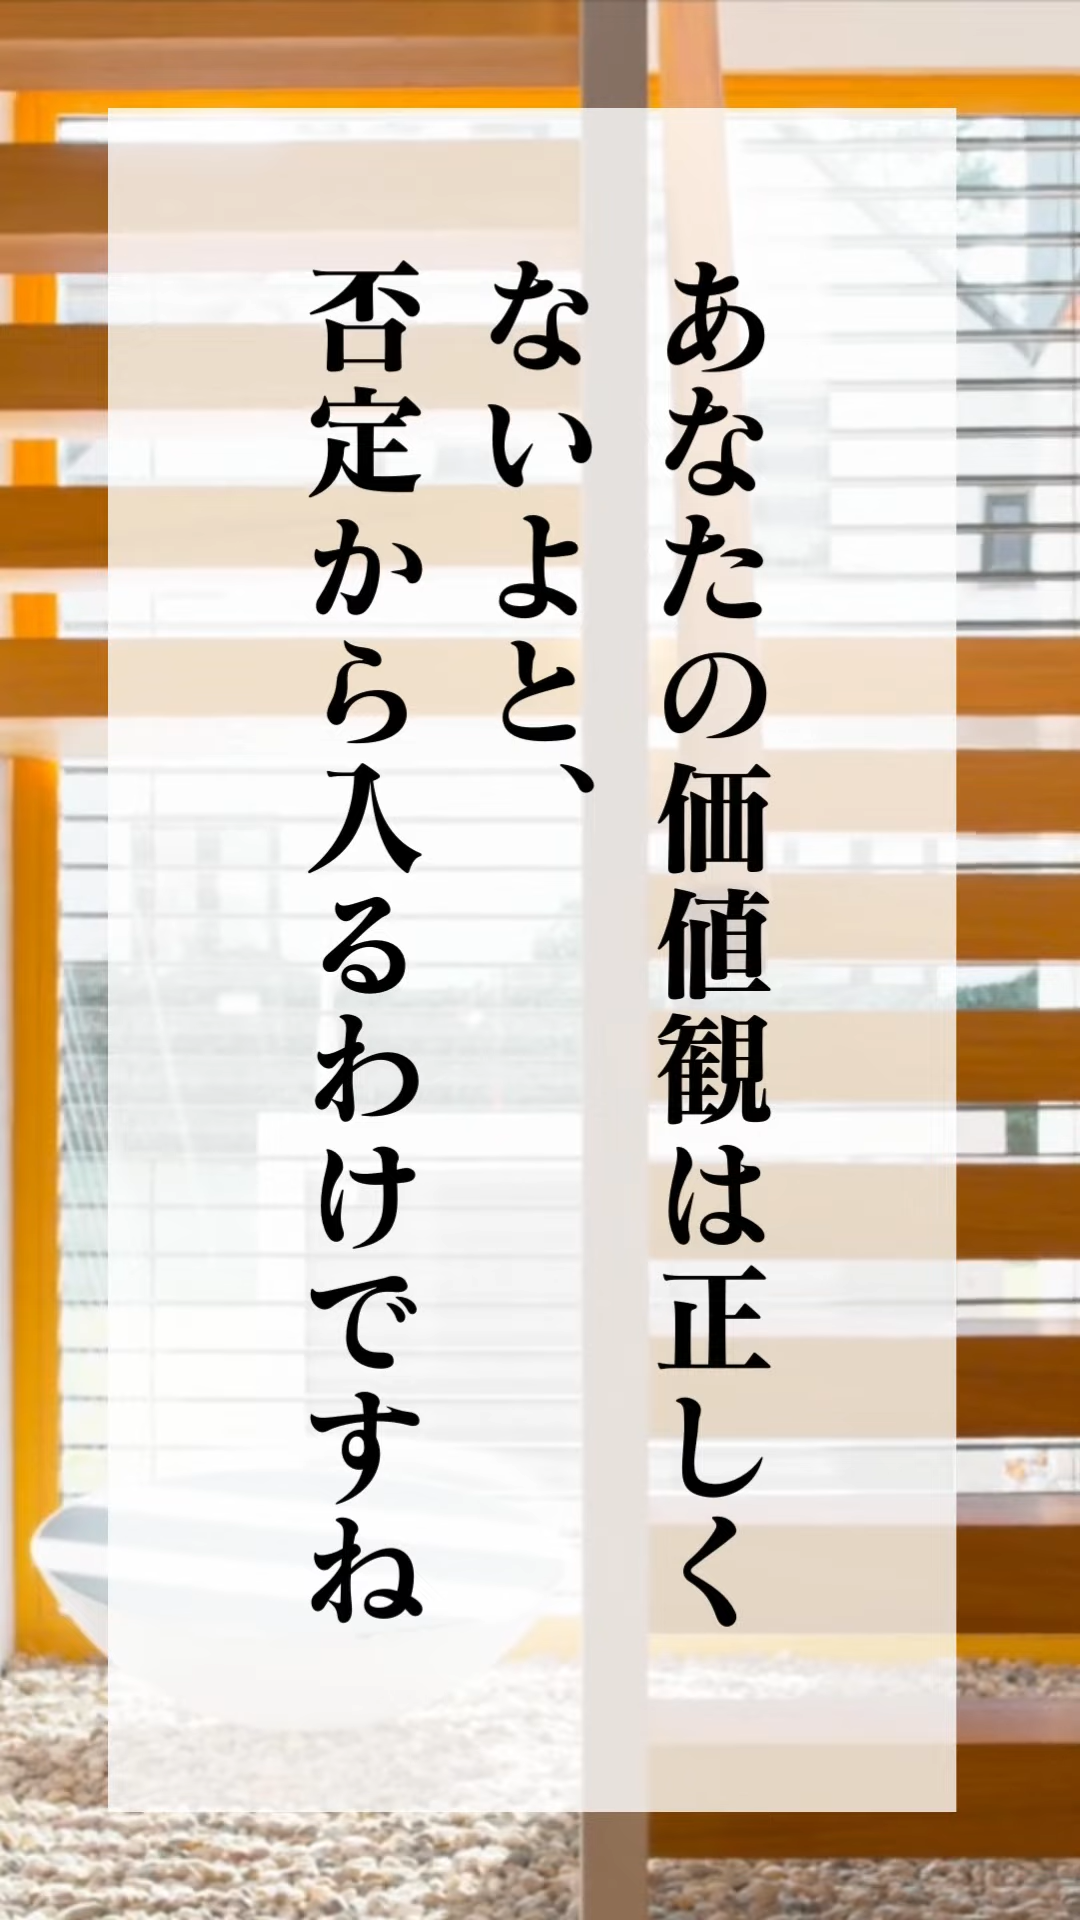 あなたの価値観は正しく
ないよと、
否定から入るわけですね